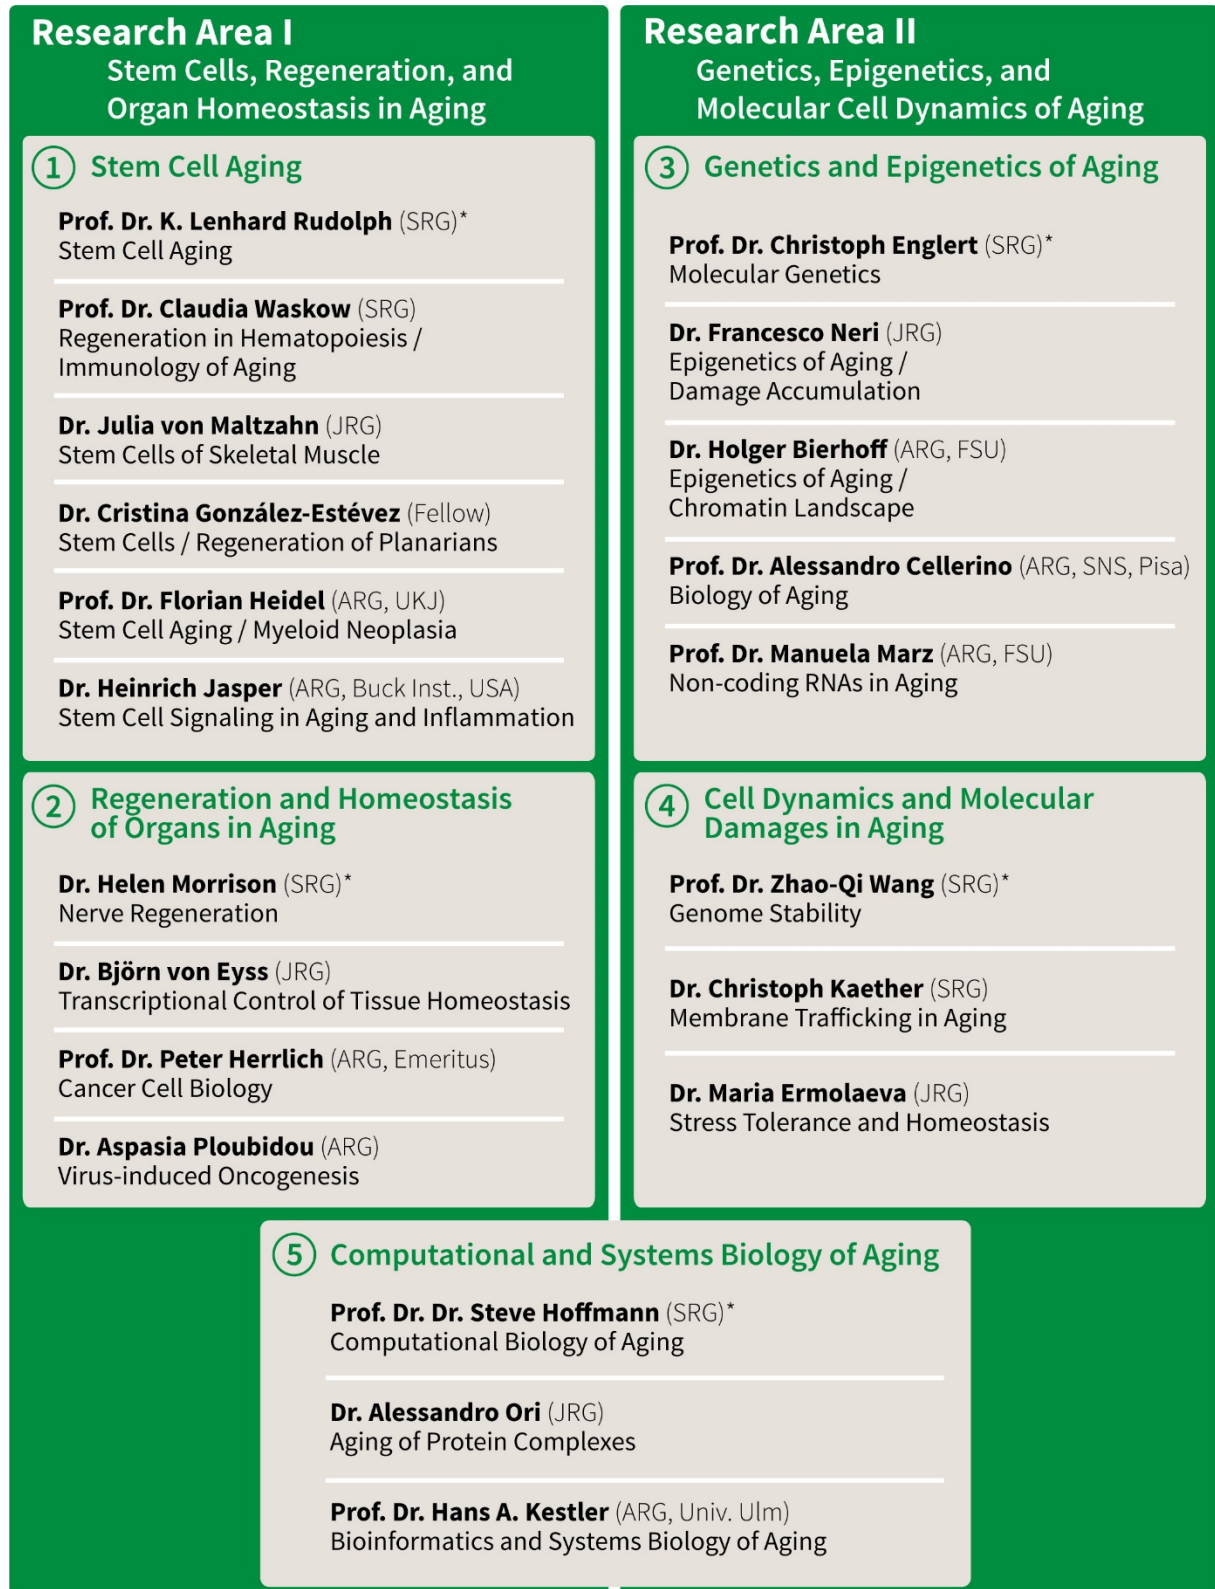 Research Area I
Stem Cells, Regeneration, and
Organ Homeostasis in Aging
1 Stem Cell Aging
Prof. Dr. K. Lenhard Rudolph (SRG)*
Stem Cell Aging
Prof. Dr. Claudia Waskow (SRG)
Regeneration in Hematopoiesis /
Immunology of Aging
Dr. Julia von Maltzahn (JRG)
Stem Cells of Skeletal Muscle
Dr. Cristina González-Estévez (Fellow)
Stem Cells / Regeneration of Planarians
Prof. Dr. Florian Heidel (ARG, UKJ)
Stem Cell Aging / Myeloid Neoplasia
Dr. Heinrich Jasper (ARG, Buck Inst., USA)
Stem Cell Signaling in Aging and Inflammation
2 Regeneration and Homeostasis
of Organs in Aging
Dr. Helen Morrison (SRG)*
Nerve Regeneration
Dr. Björn von Eyss (JRG)
Transcriptional Control of Tissue Homeostasis
Prof. Dr. Peter Herrlich (ARG, Emeritus)
Cancer Cell Biology
Dr. Aspasia Ploubidou (ARG)
Virus-induced Oncogenesis
Research Area II
Genetics, Epigenetics, and
Molecular Cell Dynamics of Aging
3 Genetics and Epigenetics of Aging
Prof. Dr. Christoph Englert (SRG)*
Molecular Genetics
Dr. Francesco Neri (JRG)
Epigenetics of Aging /
Damage Accumulation
Dr. Holger Bierhoff (ARG, FSU)
Epigenetics of Aging /
Chromatin Landscape
Prof. Dr. Alessandro Cellerino (ARG, SNS, Pisa)
Biology of Aging
Prof. Dr. Manuela Marz (ARG, FSU)
Non-coding RNAs in Aging
4 Cell Dynamics and Molecular
Damages in Aging
Prof. Dr. Zhao-Qi Wang (SRG)*
Genome Stability
Dr. Christoph Kaether (SRG)
Membrane Trafficking in Aging
Dr. Maria Ermolaeva (JRG)
Stress Tolerance and Homeostasis
5 Computational and Systems Biology of Aging
Prof. Dr. Dr. Steve Hoffmann (SRG)*
Computational Biology of Aging
Dr. Alessandro Ori (JRG)
Aging of Protein Complexes
Prof. Dr. Hans A. Kestler (ARG, Univ. Ulm)
Bioinformatics and Systems Biology of Aging